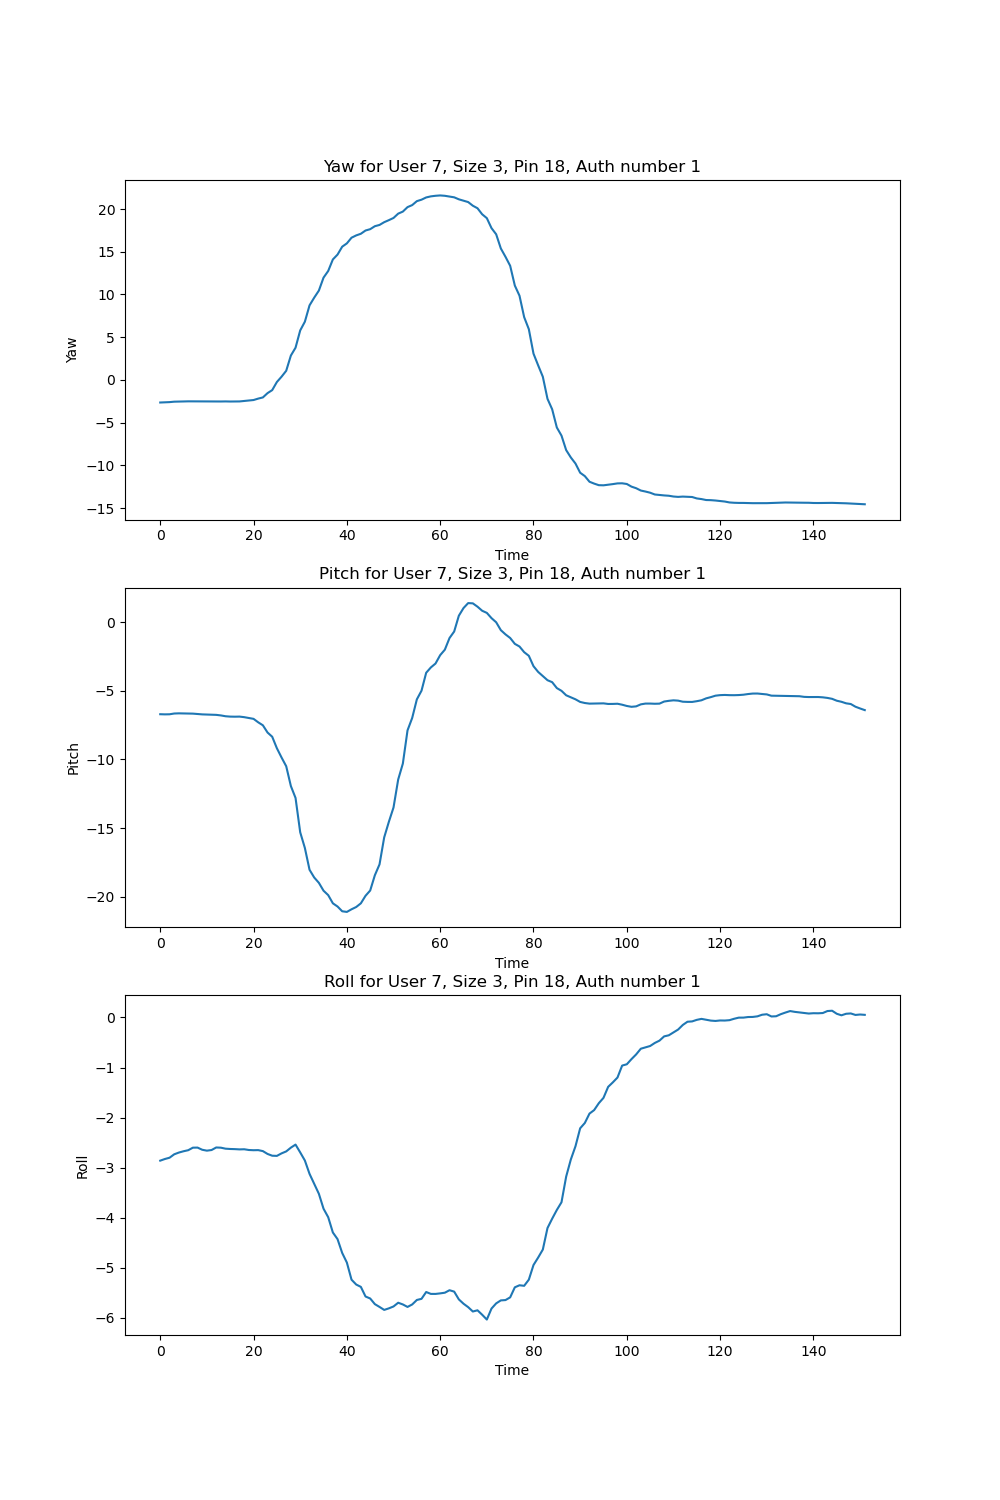 Yaw for User 7, Size 3, Pin 18, Auth number 1
20
15
10
5
0
−5
−10
−15
Yaw
0 20 40 60 80 100 120 140
Time
Pitch for User 7, Size 3, Pin 18, Auth number 1
0
−5
−10
−15
−20
Pitch
0 20 40 60 80 100 120 140
Time
Roll for User 7, Size 3, Pin 18, Auth number 1
0
−1
−2
−3
−4
−5
−6
Roll
0 20 40 60 80 100 120 140
Time